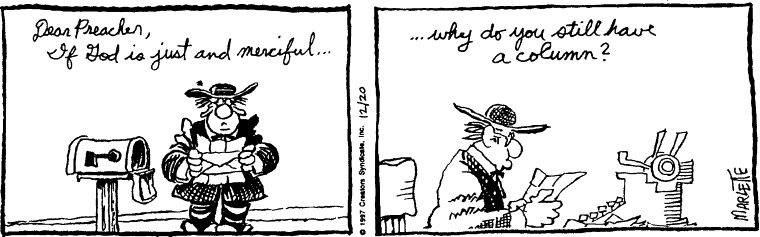 Dear Preacher,
If God is just and merciful...
© 1997 Creators Syndicate, Inc. 12/20
...why do you still have
a column?
MARLETTE